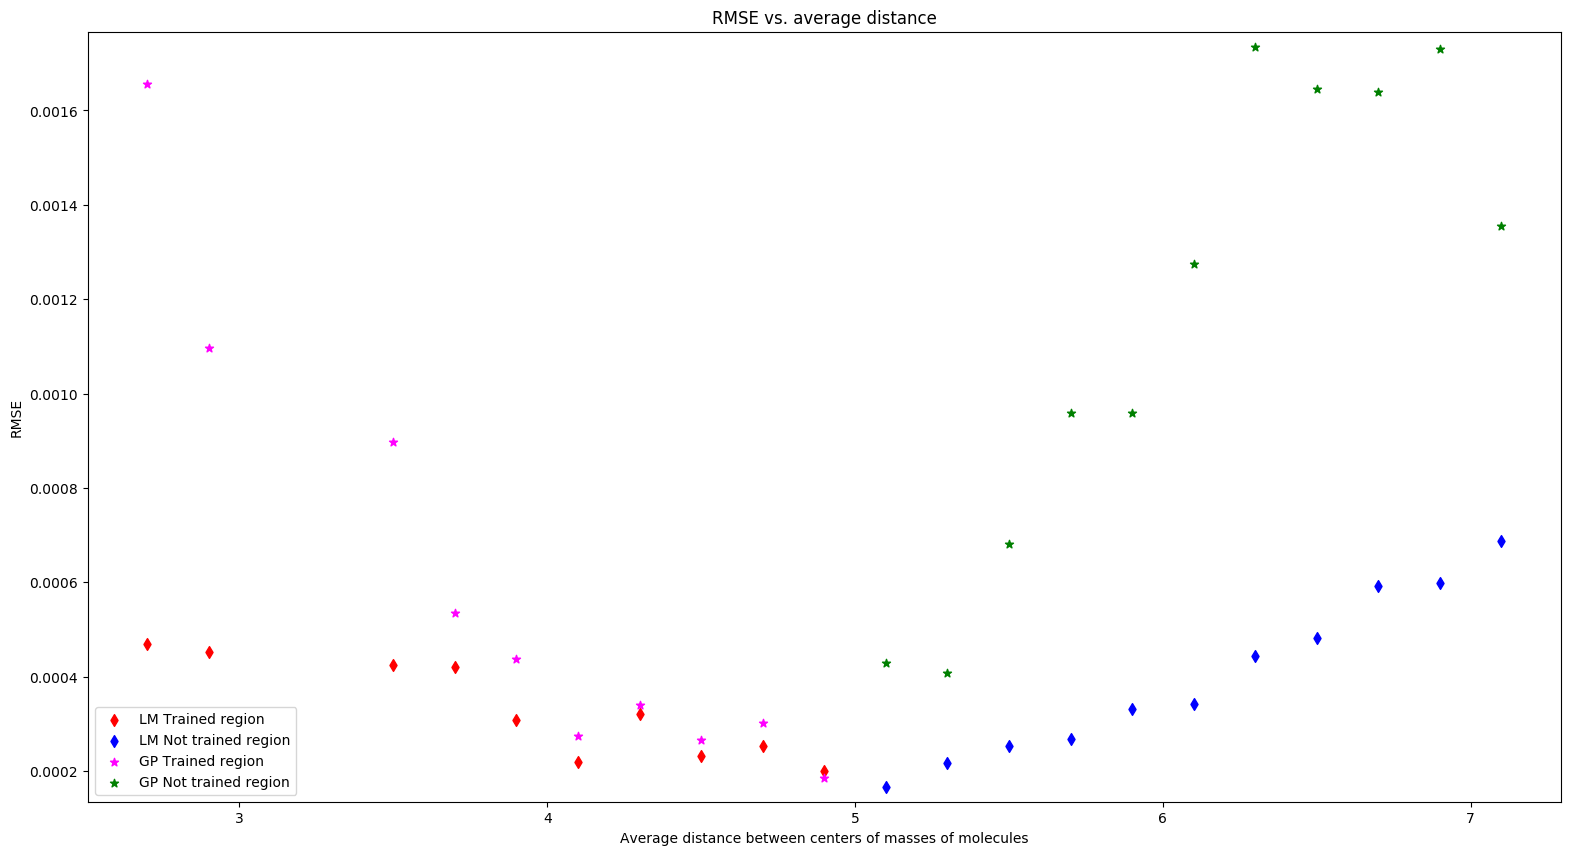 RMSE vs. average distance
RMSE
0.0016
0.0014
0.0012
0.0010
0.0008
0.0006
0.0004
0.0002
LM Trained region
LM Not trained region
GP Trained region
GP Not trained region
3 4 5 6 7
Average distance between centers of masses of molecules